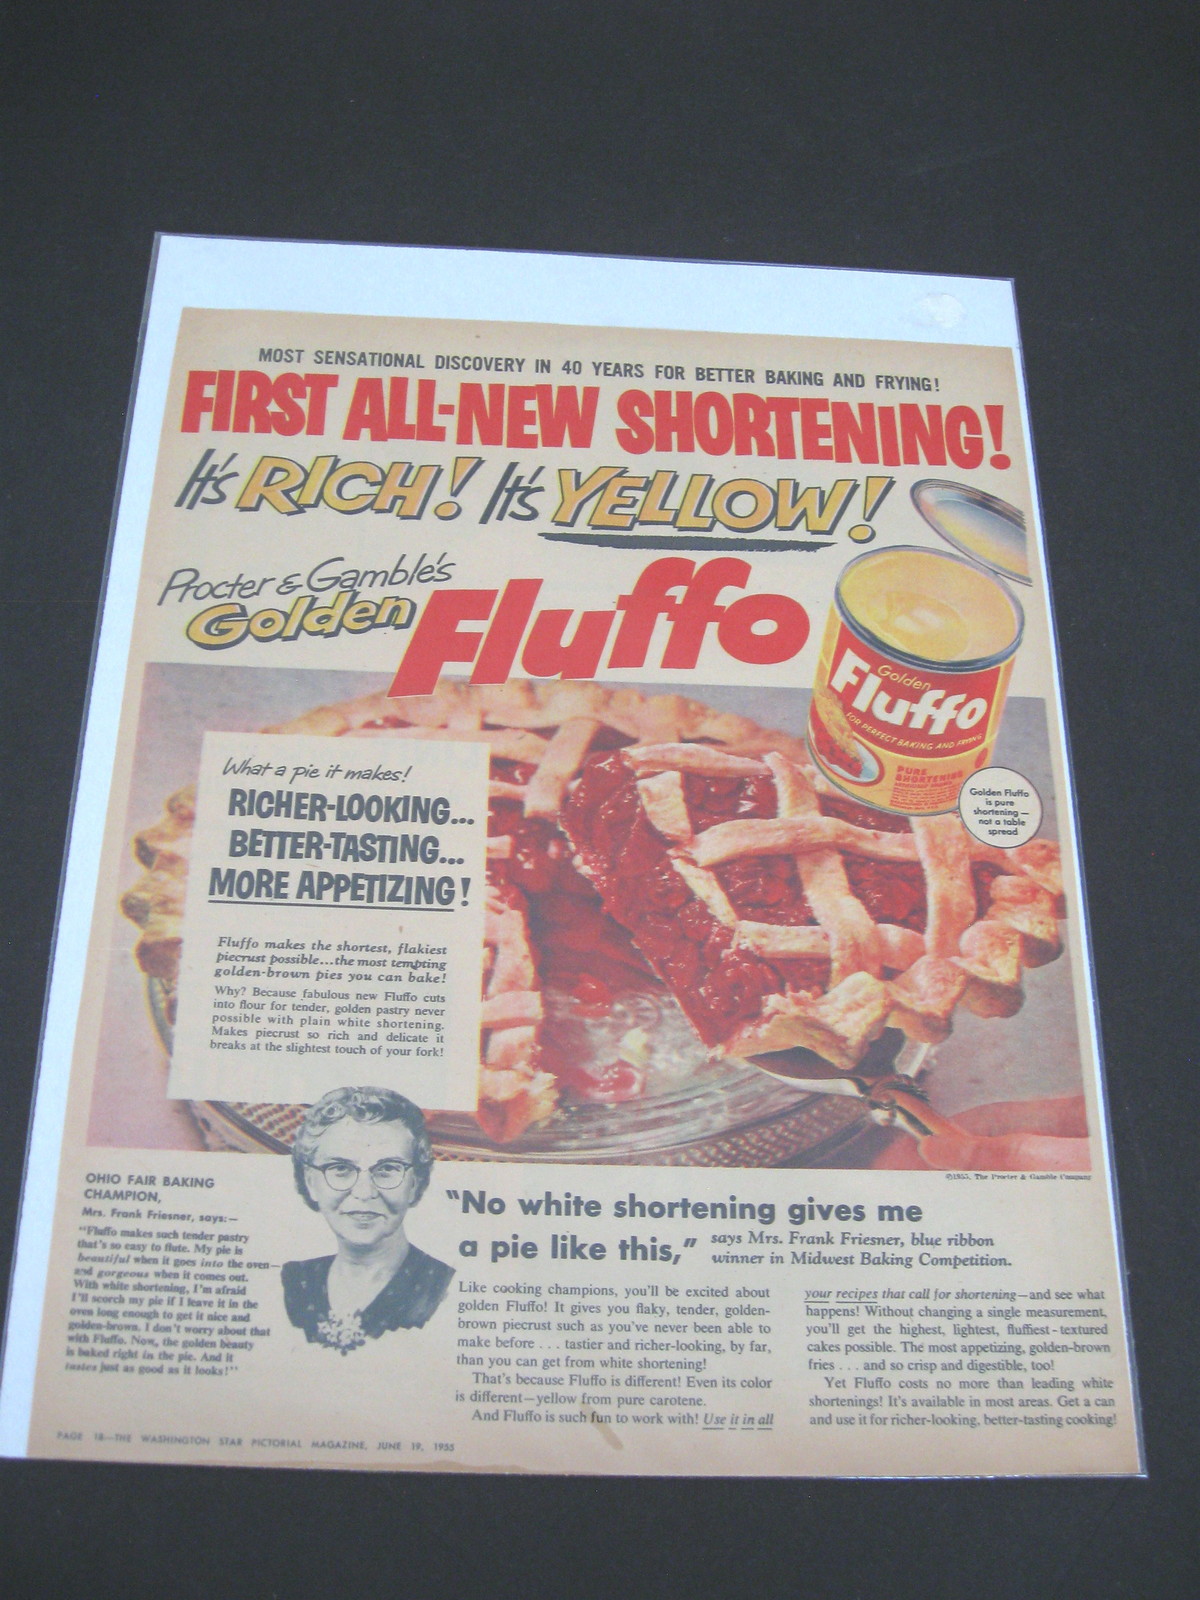 MOST SENSATIONAL DISCOVERY IN 40 YEARS FOR BETTER BAKING AND FRYING!
FIRST ALL-NEW SHORTENING!
It's RICH! It's YELLOW!
Procter & Gamble's
Golden Fluffo
Golden
Fluffo
FOR PERFECT BAKING AND FRYING
PURE
SHORTENING
Golden Fluffo
is pure
shortening—
not a table
spread
What a pie it makes!
RICHER-LOOKING...
BETTER-TASTING...
MORE APPETIZING!
Fluffo makes the shortest, flakiest
piecrust possible...the most tempting
golden-brown pies you can bake!
Why? Because fabulous new Fluffo cuts
into flour for tender, golden pastry never
possible with plain white shortening.
Makes piecrust so rich and delicate it
breaks at the slightest touch of your fork!
©1955, The Procter & Gamble Company
OHIO FAIR BAKING
CHAMPION,
Mrs. Frank Friesner, says:—
"Fluffo makes such tender pastry
that's so easy to flute. My pie is
beautiful when it goes into the oven—
and gorgeous when it comes out.
With white shortening, I'm afraid
I'll scorch my pie if I leave it in the
oven long enough to get it nice and
golden-brown. I don't worry about that
with Fluffo. Now, the golden beauty
is baked right in the pie. And it
tastes just as good as it looks!"
"No white shortening gives me
a pie like this," says Mrs. Frank Friesner, blue ribbon
winner in Midwest Baking Competition.
Like cooking champions, you'll be excited about
golden Fluffo! It gives you flaky, tender, golden-
brown piecrust such as you've never been able to
make before . . . tastier and richer-looking, by far,
than you can get from white shortening!
That's because Fluffo is different! Even its color
is different—yellow from pure carotene.
And Fluffo is such fun to work with! Use it in all
your recipes that call for shortening—and see what
happens! Without changing a single measurement,
you'll get the highest, lightest, fluffiest-textured
cakes possible. The most appetizing, golden-brown
fries . . . and so crisp and digestible, too!
Yet Fluffo costs no more than leading white
shortenings! It's available in most areas. Get a can
and use it for richer-looking, better-tasting cooking!
PAGE 18—THE WASHINGTON STAR PICTORIAL MAGAZINE, JUNE 19, 1955